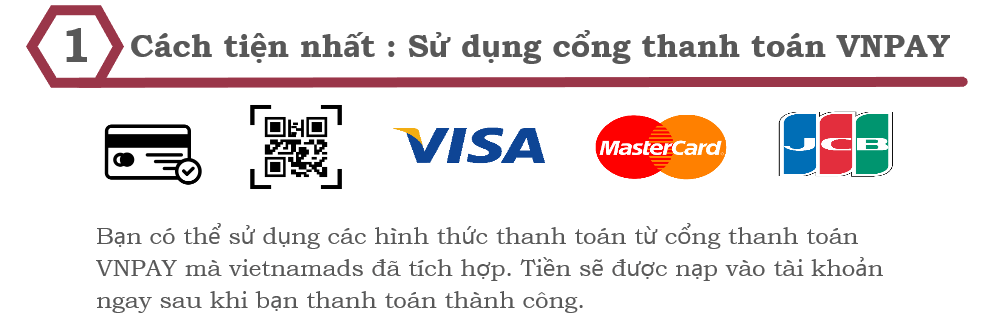 1
Cách tiện nhất : Sử dụng cổng thanh toán VNPAY
VISA
MasterCard
JCB
Bạn có thể sử dụng các hình thức thanh toán từ cổng thanh toán
VNPAY mà vietnamads đã tích hợp. Tiền sẽ được nạp vào tài khoản
ngay sau khi bạn thanh toán thành công.